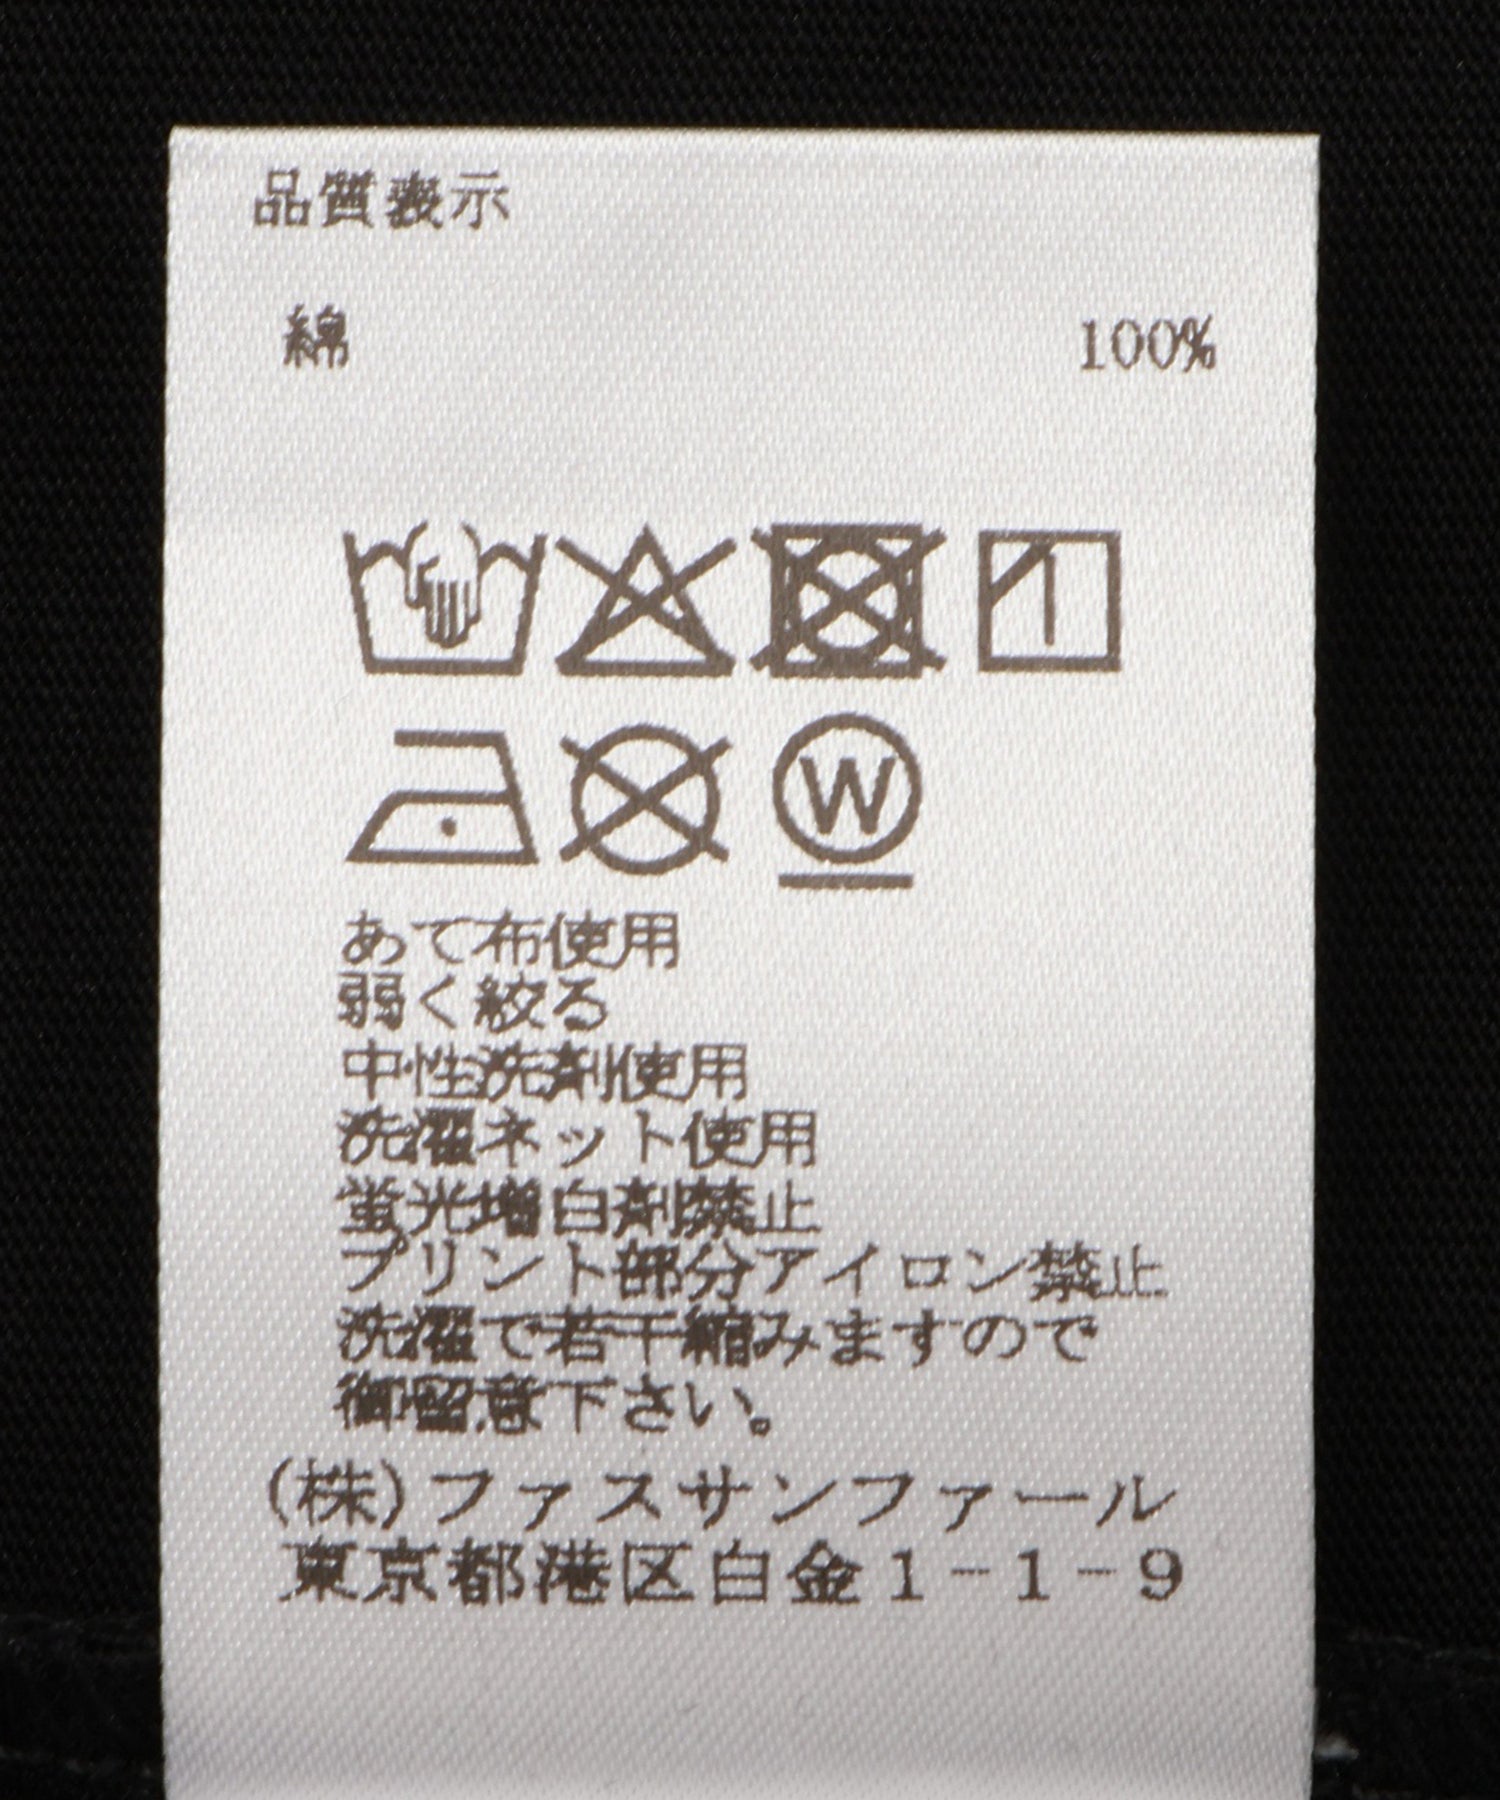 品質表示
綿 100%
W
あて布使用
弱く絞る
中性洗剤使用
洗濯ネット使用
蛍光増白剤禁止
プリント部分アイロン禁止
洗濯で若干縮みますので
御留意下さい。
(株)ファスサンファール
東京都港区白金1-1-9